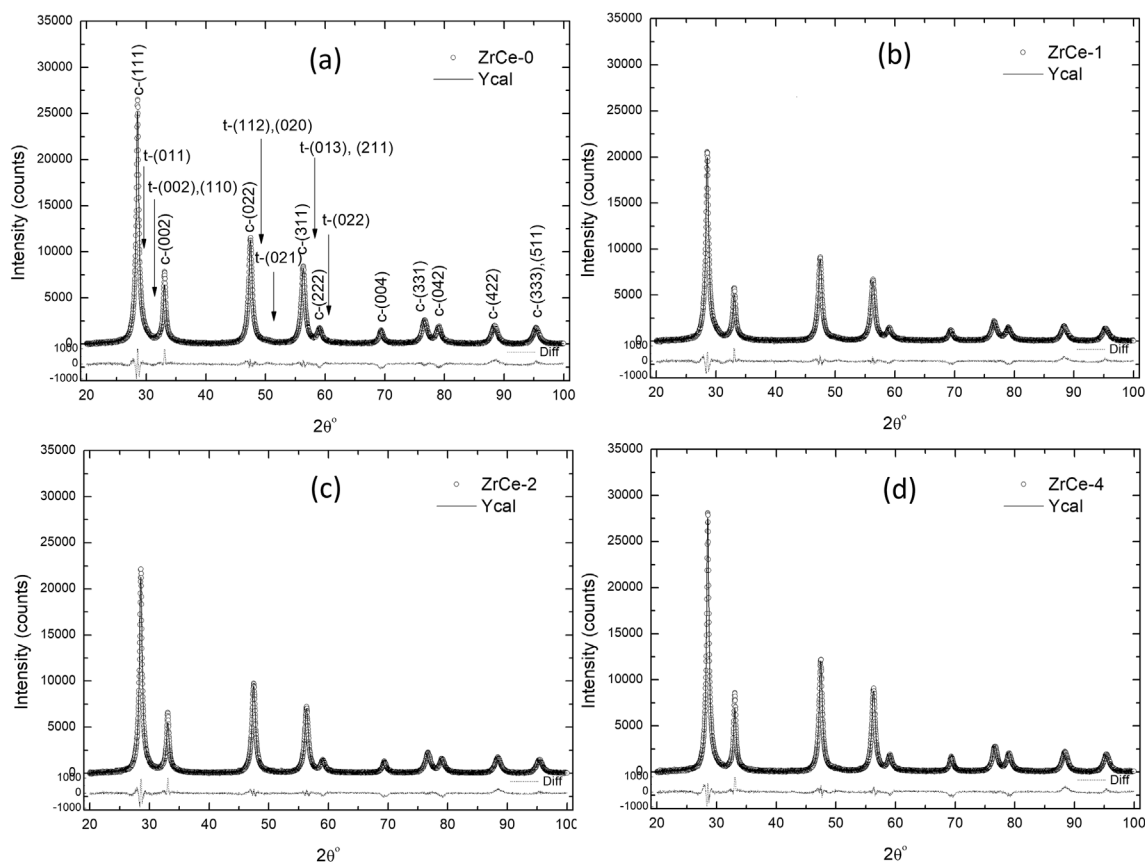 (a)
ZrCe-0
Ycal
c-(111)
t-(011)
t-(002),(110)
c-(002)
t-(112),(020)
c-(022)
t-(021)
t-(013), (211)
c-(311)
c-(222)
t-(022)
c-(004)
c-(331)
c-(042)
c-(422)
c-(333),(511)
Intensity (counts)
35000
30000
25000
20000
15000
10000
5000
0
1000
0
-1000
Diff
20 30 40 50 60 70 80 90 100
2θ°
(b)
ZrCe-1
Ycal
Intensity (counts)
35000
30000
25000
20000
15000
10000
5000
0
1000
0
-1000
Diff
20 30 40 50 60 70 80 90 100
2θ°
(c)
ZrCe-2
Ycal
Intensity (counts)
35000
30000
25000
20000
15000
10000
5000
0
1000
0
-1000
Diff
20 30 40 50 60 70 80 90 100
2θ°
(d)
ZrCe-4
Ycal
Intensity (counts)
35000
30000
25000
20000
15000
10000
5000
0
1000
0
-1000
Diff
20 30 40 50 60 70 80 90 100
2θ°